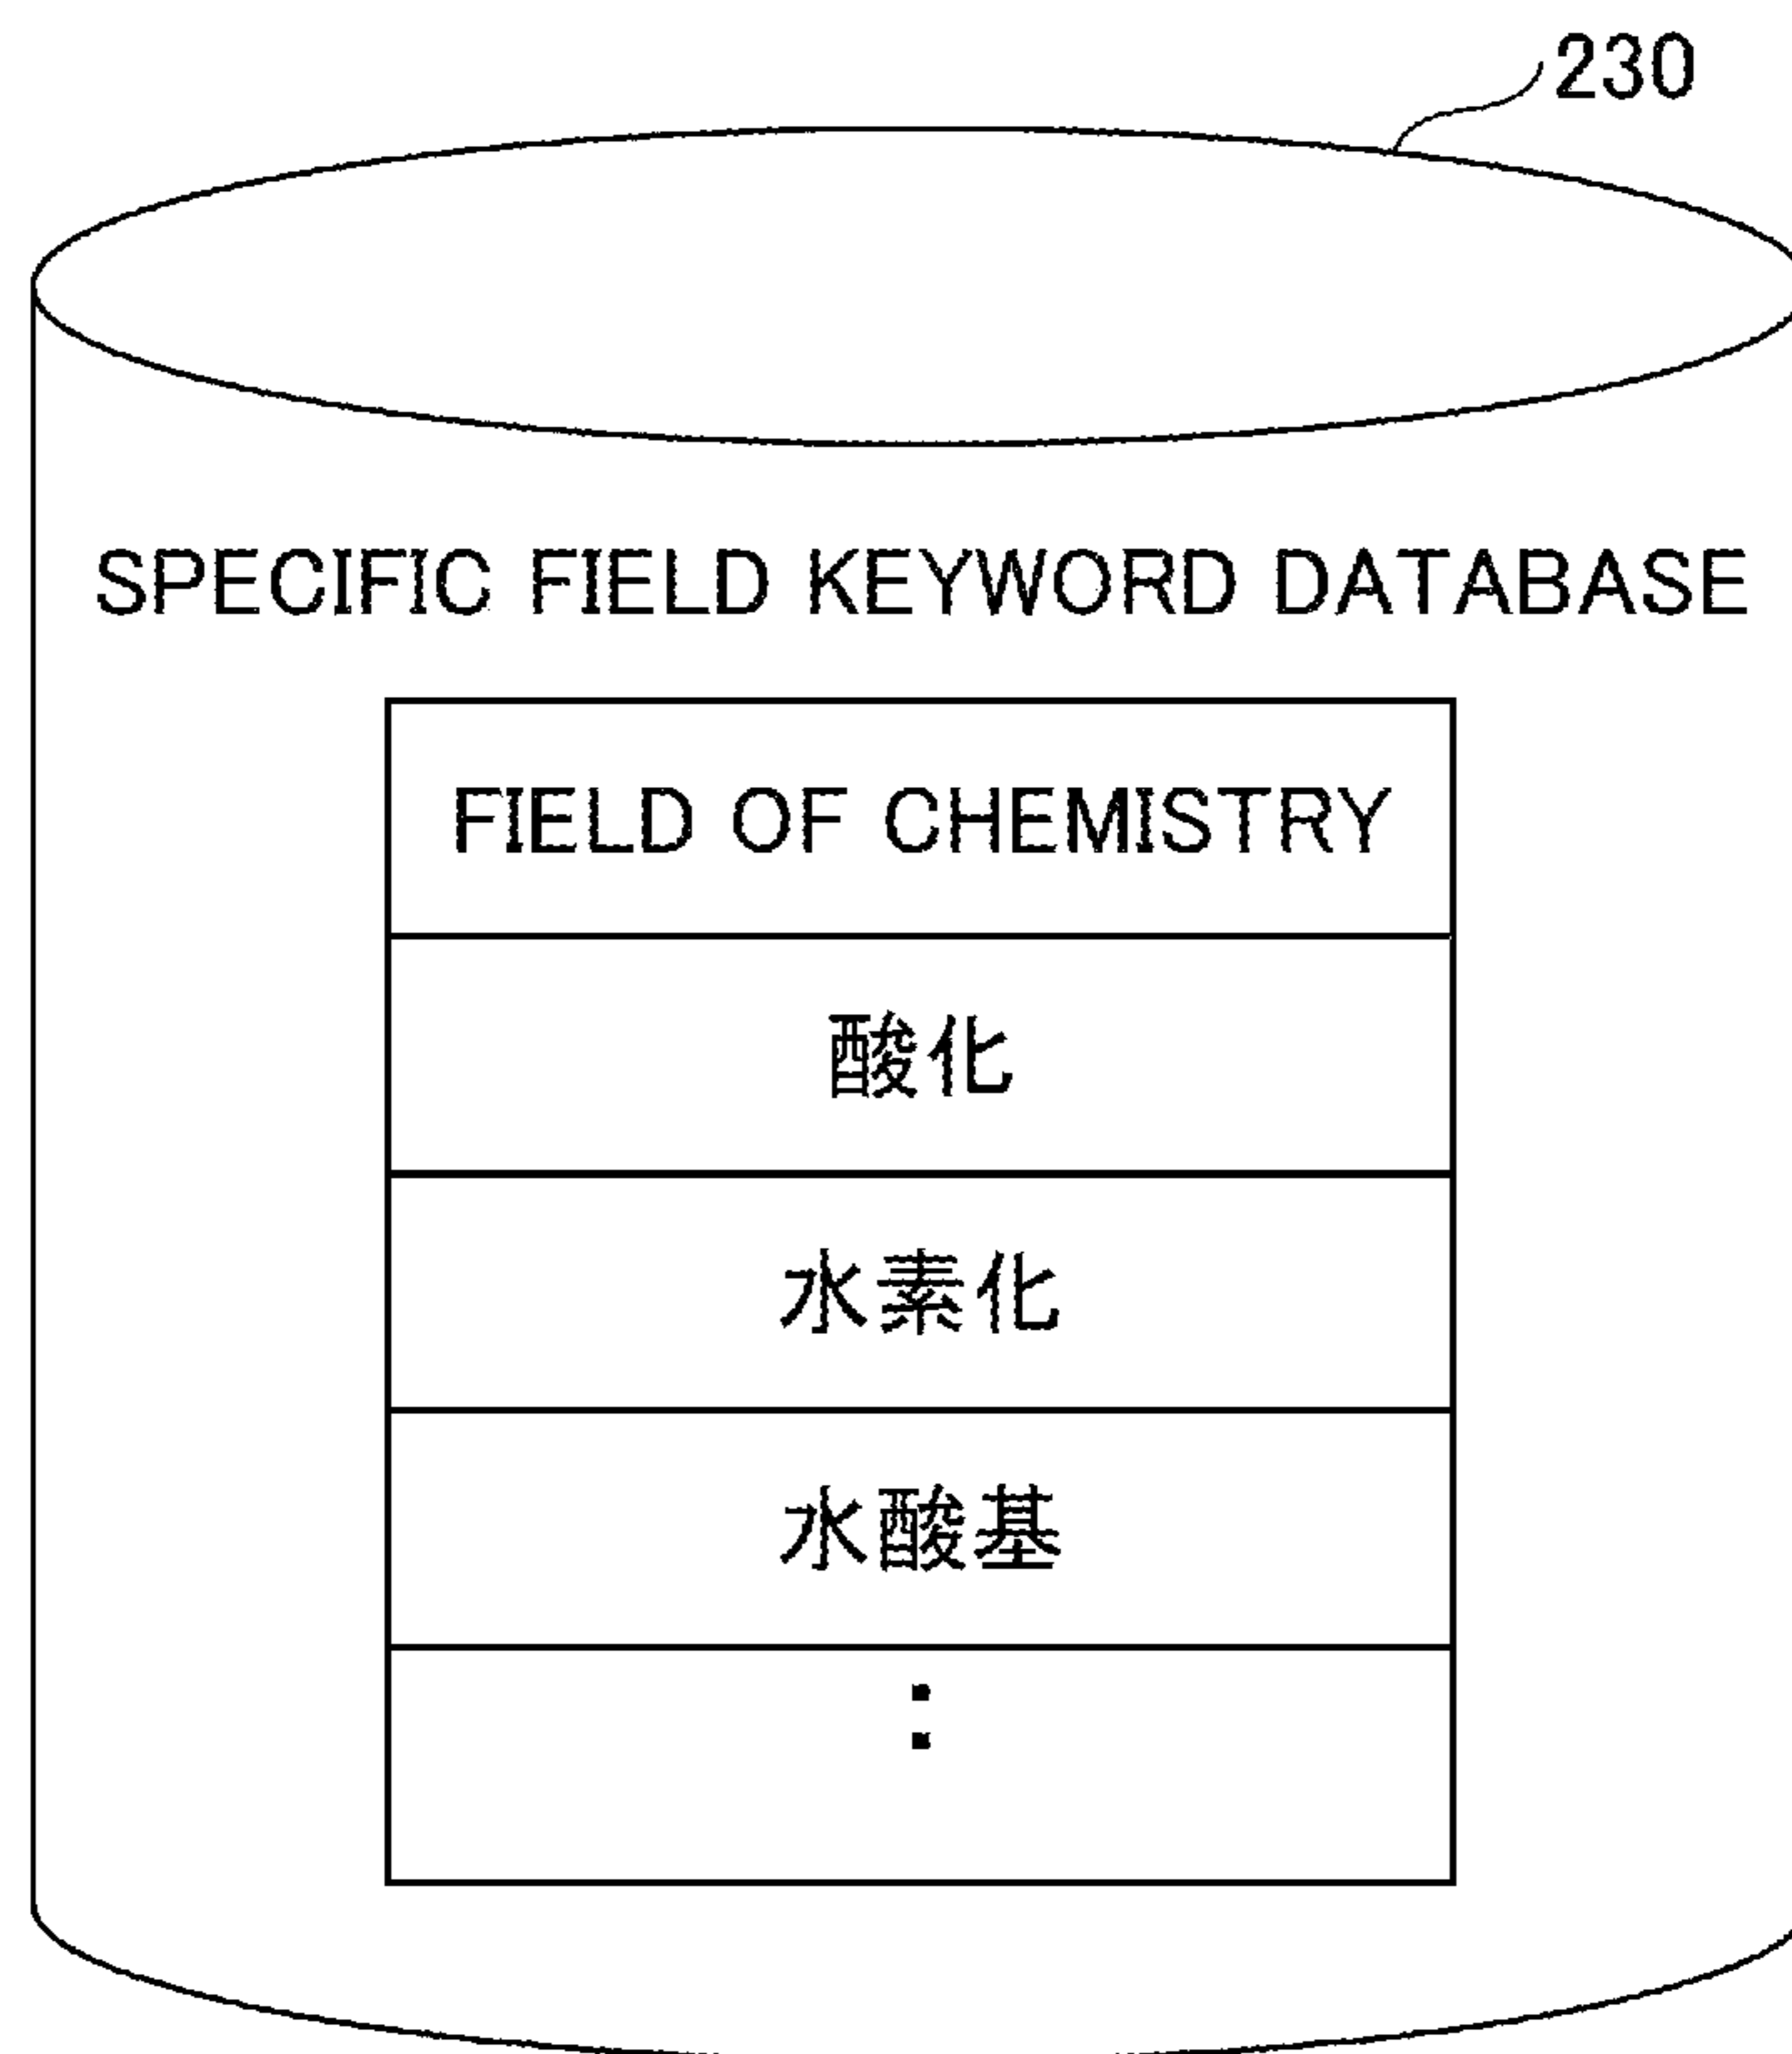 230
SPECIFIC FIELD KEYWORD DATABASE
FIELD OF CHEMISTRY
酸化
水素化
水酸基
: